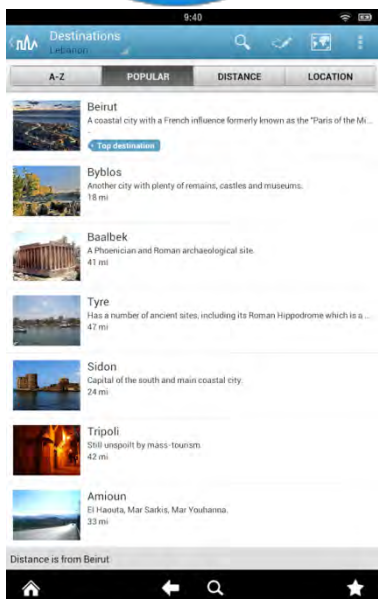 9:40
Destinations
Lebanon
A-Z
POPULAR
DISTANCE
LOCATION
Beirut
A coastal city with a French influence formerly known as the "Paris of the Mi...
Top destination
Byblos
Another city with plenty of remains, castles and museums.
18 mi
Baalbek
A Phoenician and Roman archaeological site.
41 mi
Tyre
Has a number of ancient sites, including its Roman Hippodrome which is a ...
47 mi
Sidon
Capital of the south and main coastal city.
24 mi
Tripoli
Still unspoilt by mass-tourism.
42 mi
Amioun
El Haouta, Mar Sarkis, Mar Youhanna.
33 mi
Distance is from Beirut